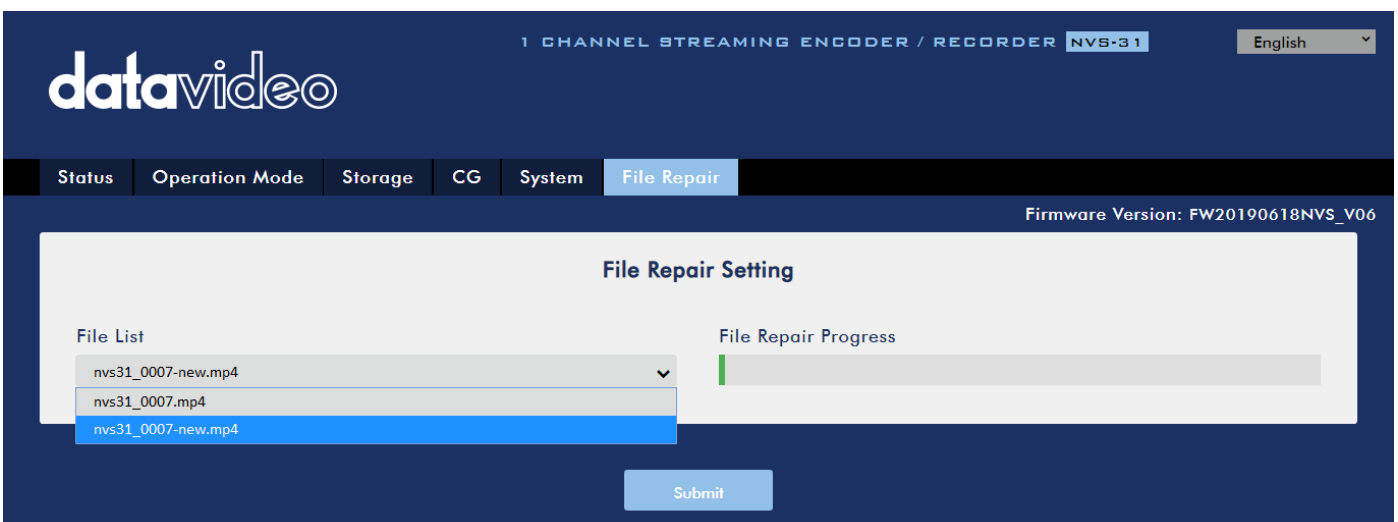 1 CHANNEL STREAMING ENCODER / RECORDER NVS-31
English
datavideo
Status Operation Mode Storage CG System File Repair
Firmware Version: FW20190618NVS_V06
File Repair Setting
File List
nvs31_0007-new.mp4
nvs31_0007.mp4
nvs31_0007-new.mp4
File Repair Progress
Submit